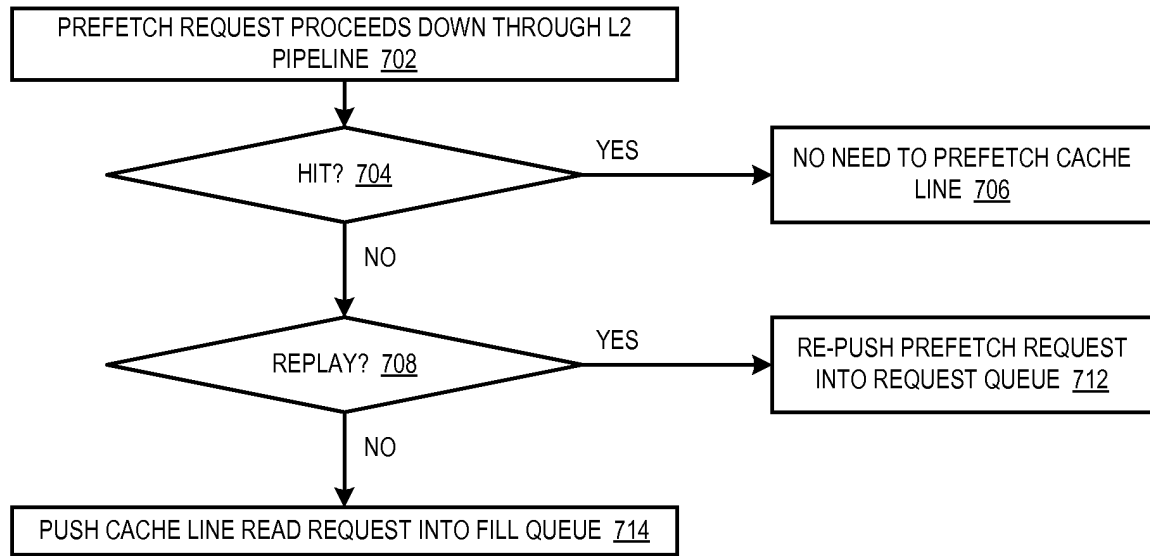 PREFETCH REQUEST PROCEEDS DOWN THROUGH L2
PIPELINE 702
HIT? 704
YES
NO NEED TO PREFETCH CACHE
LINE 706
NO
REPLAY? 708
YES
RE-PUSH PREFETCH REQUEST
INTO REQUEST QUEUE 712
NO
PUSH CACHE LINE READ REQUEST INTO FILL QUEUE 714